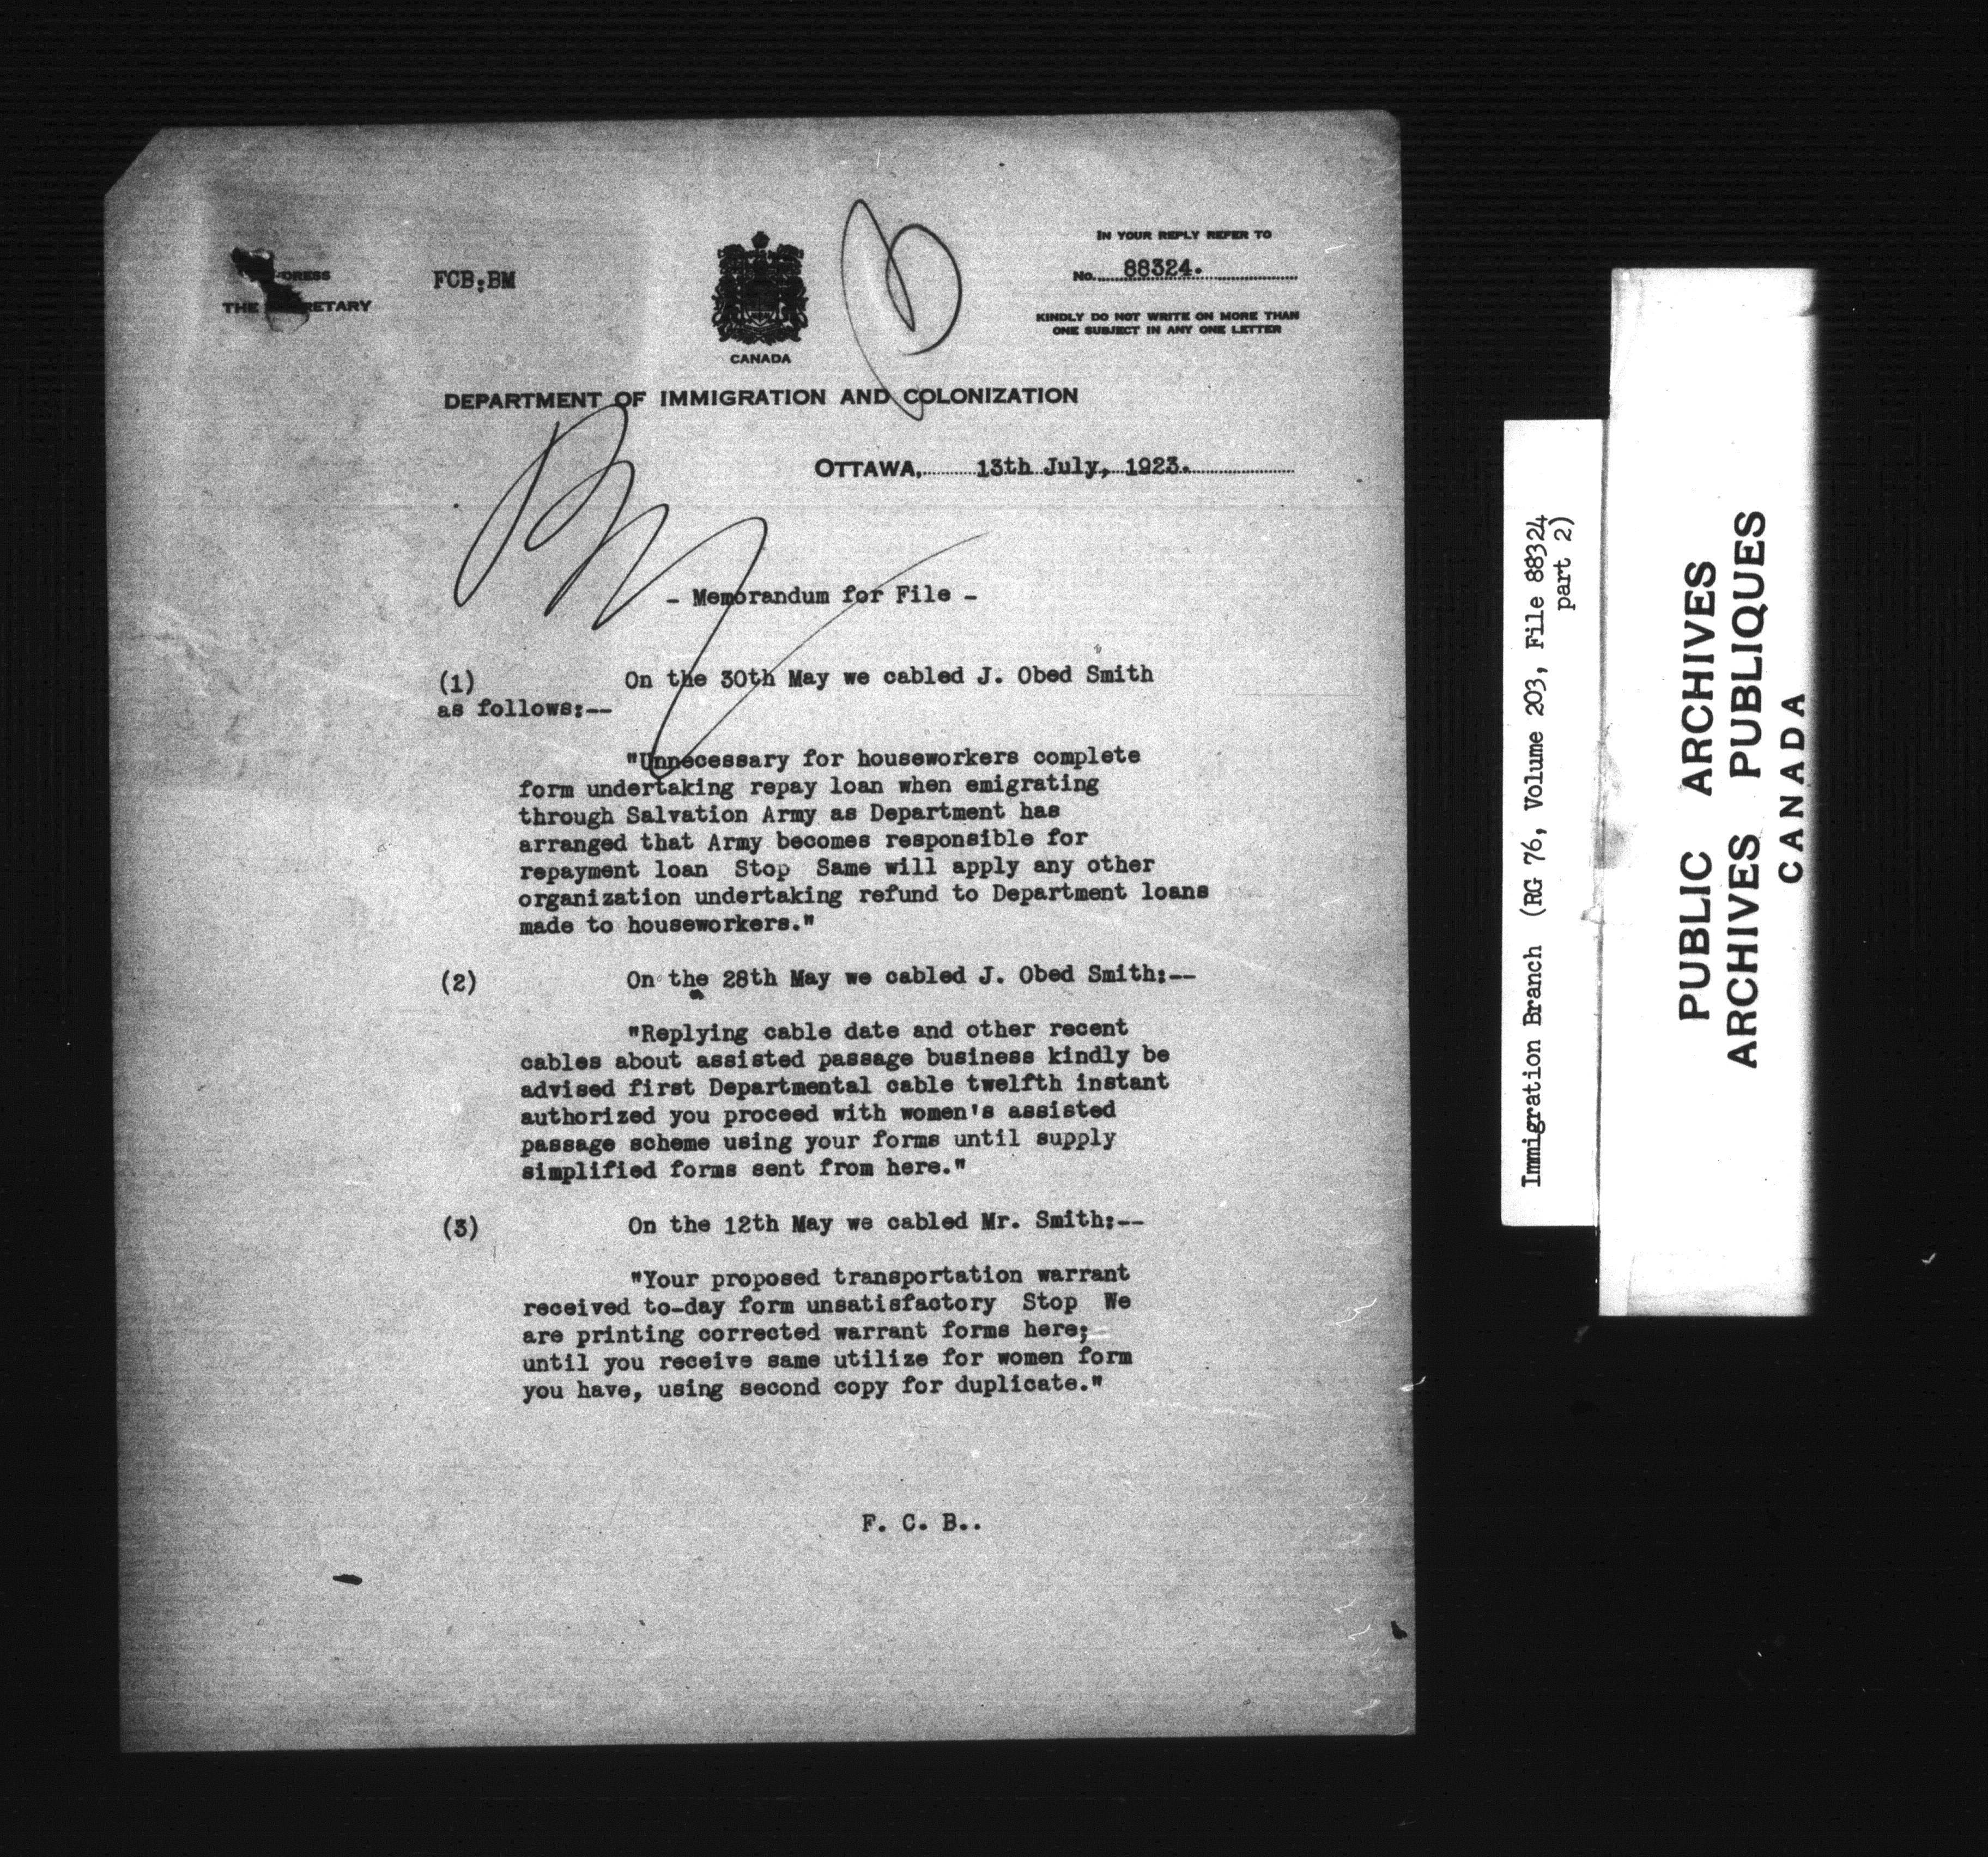 DRESS
THE RETARY
FCB:BM
CANADA
IN YOUR REPLY REFER TO
No. 88324.
KINDLY DO NOT WRITE ON MORE THAN
ONE SUBJECT IN ANY ONE LETTER
DEPARTMENT OF IMMIGRATION AND COLONIZATION
OTTAWA, 13th July, 1923.
- Memorandum for File -
(1) On the 30th May we cabled J. Obed Smith
as follows:--
"Unnecessary for houseworkers complete
form undertaking repay loan when emigrating
through Salvation Army as Department has
arranged that Army becomes responsible for
repayment loan Stop Same will apply any other
organization undertaking refund to Department loans
made to houseworkers."
(2) On the 28th May we cabled J. Obed Smith:--
"Replying cable date and other recent
cables about assisted passage business kindly be
advised first Departmental cable twelfth instant
authorized you proceed with women's assisted
passage scheme using your forms until supply
simplified forms sent from here."
(3) On the 12th May we cabled Mr. Smith:--
"Your proposed transportation warrant
received to-day form unsatisfactory Stop We
are printing corrected warrant forms here;
until you receive same utilize for women form
you have, using second copy for duplicate."
F. C. B..
Immigration Branch (RG 76, Volume 203, File 88324
part 2)
PUBLIC ARCHIVES
ARCHIVES PUBLIQUES
CANADA